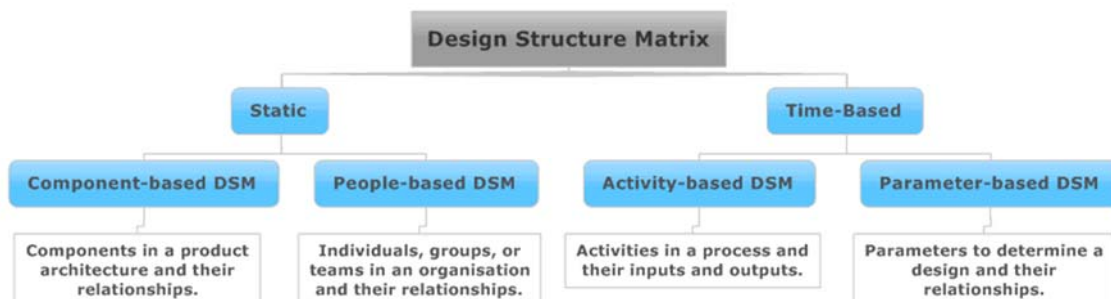 Design Structure Matrix
Static
Time-Based
Component-based DSM
People-based DSM
Activity-based DSM
Parameter-based DSM
Components in a product
architecture and their
relationships.
Individuals, groups, or
teams in an organisation
and their relationships.
Activities in a process and
their inputs and outputs.
Parameters to determine a
design and their
relationships.